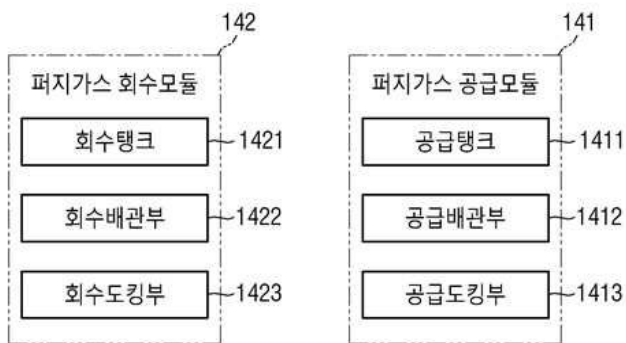 142
퍼지가스 회수모듈
회수탱크 1421
회수배관부 1422
회수도킹부 1423
141
퍼지가스 공급모듈
공급탱크 1411
공급배관부 1412
공급도킹부 1413